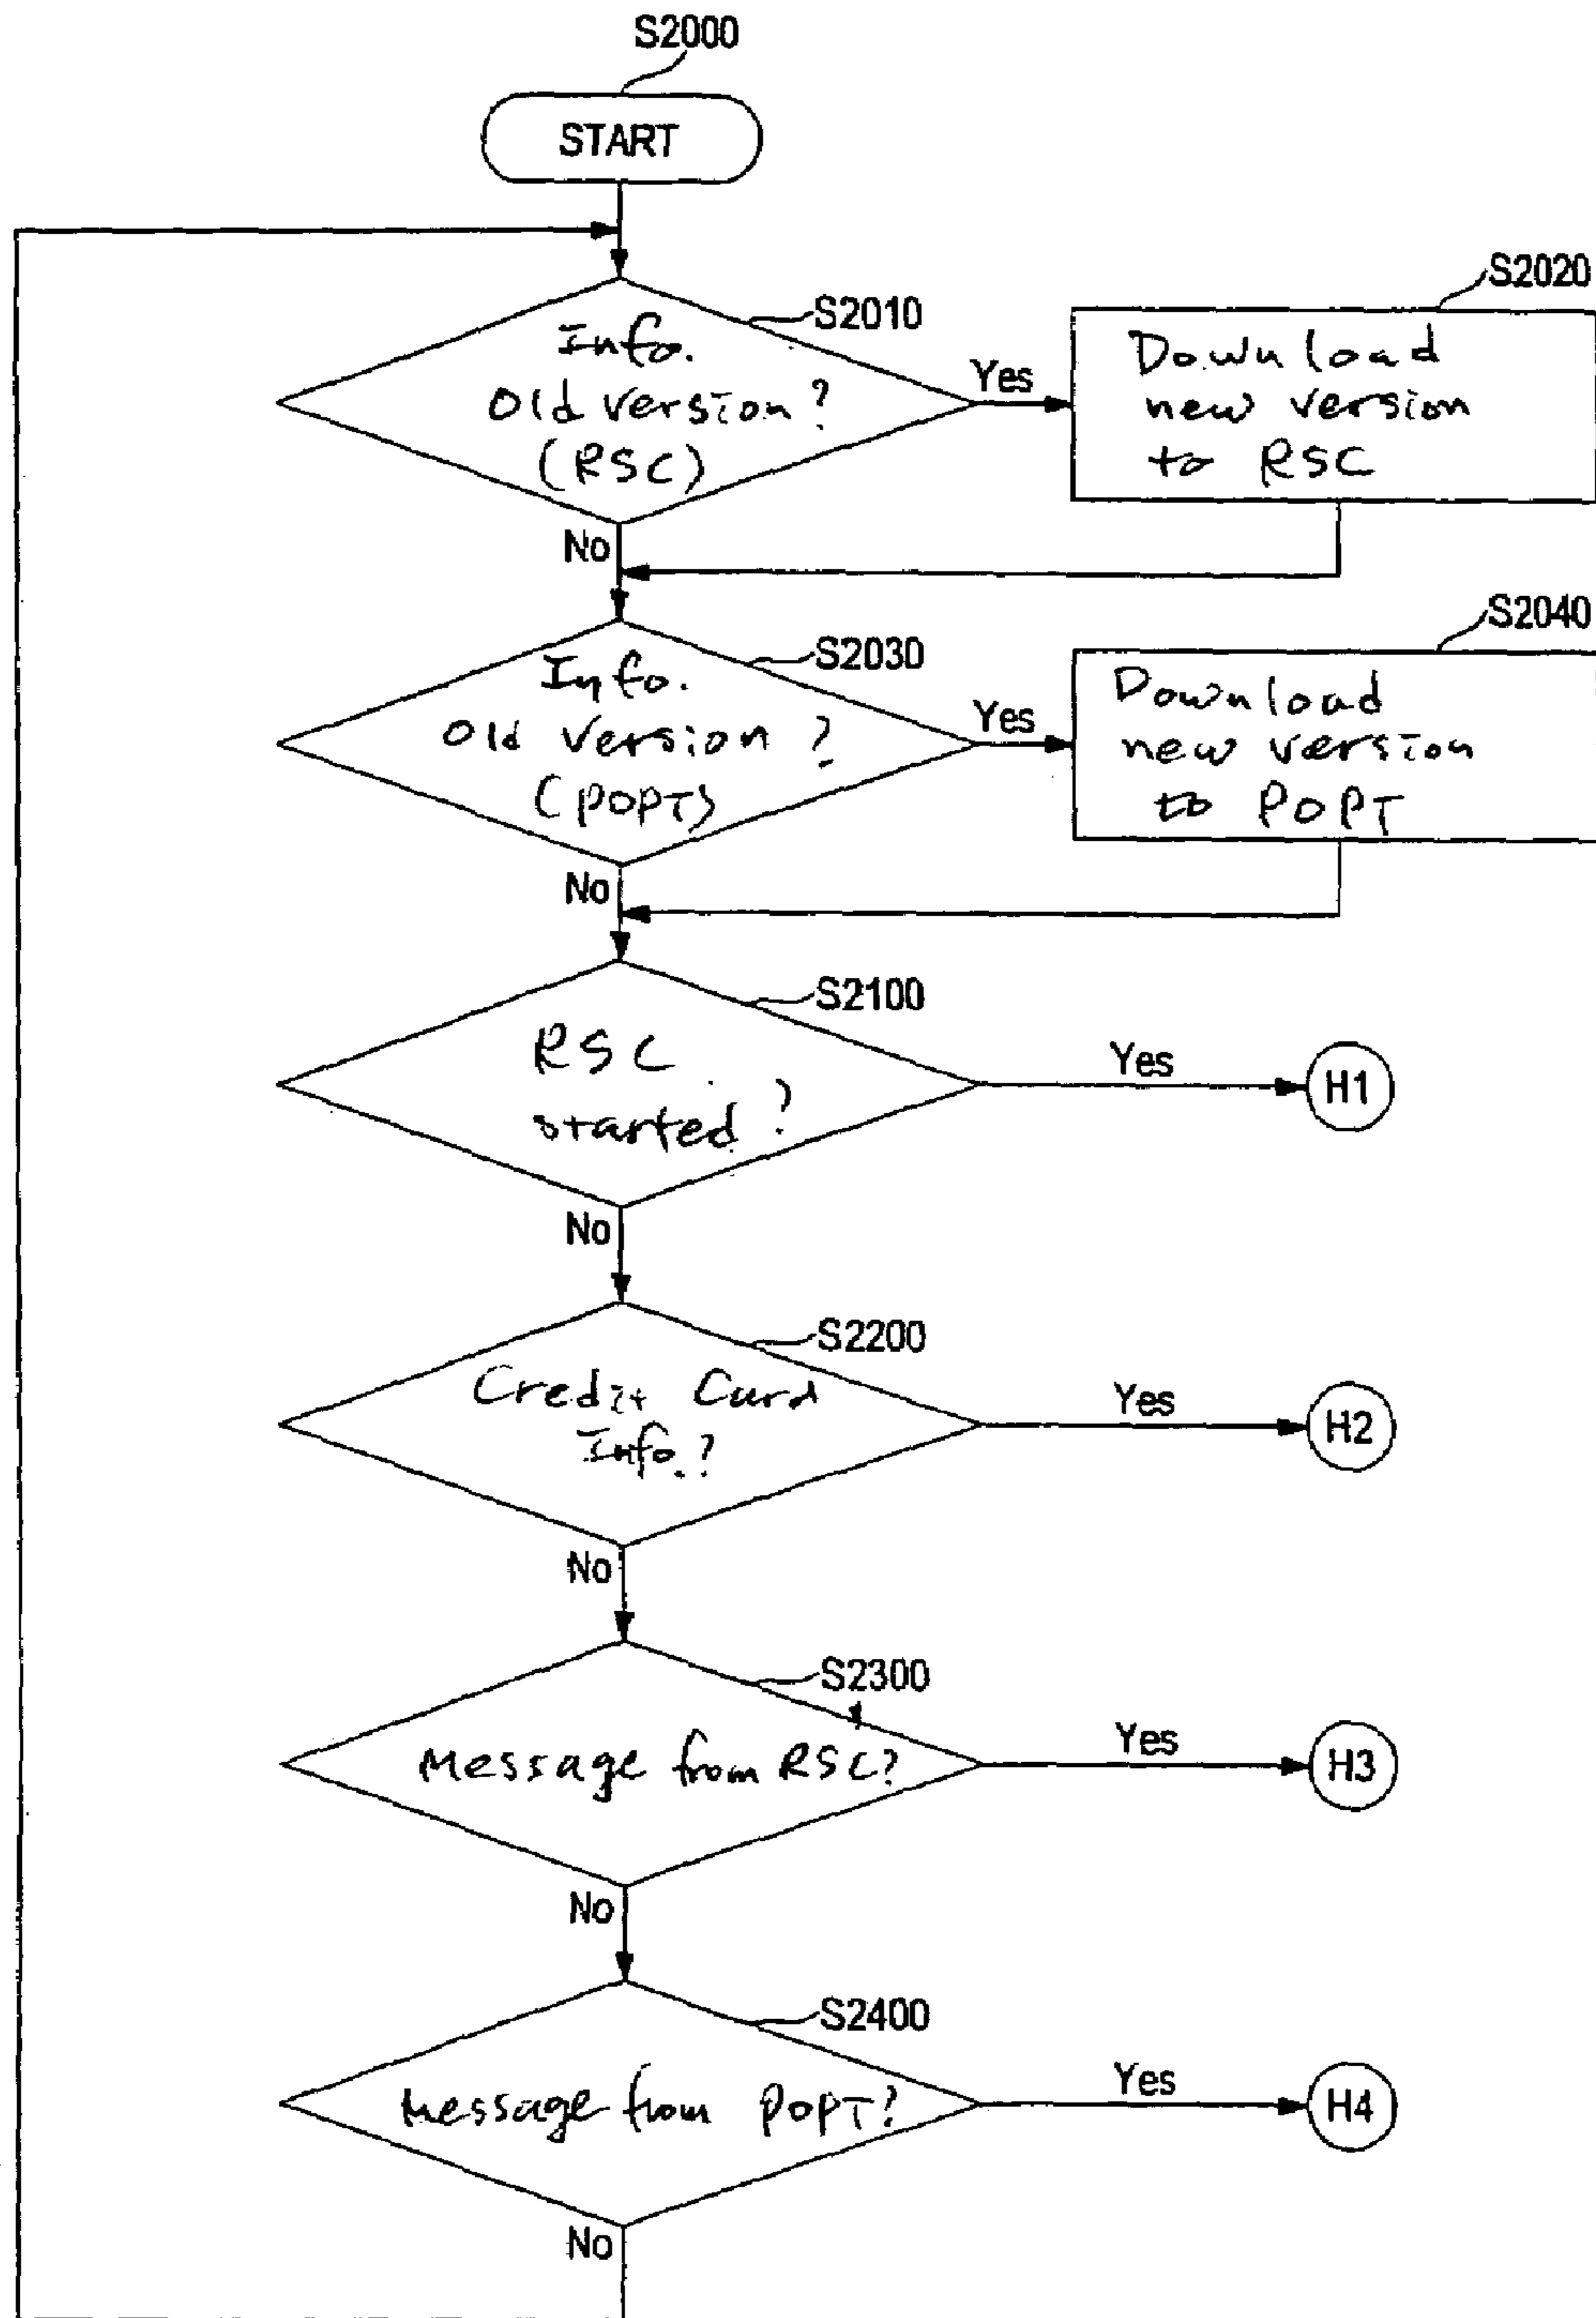 S2000
START
S2010
Info.
Old version?
(RSC)
Yes
S2020
Download
new version
to RSC
No
S2030
Info.
Old version?
(POPT)
Yes
S2040
Download
new version
to POPT
No
S2100
RSC
started?
Yes
H1
No
S2200
Credit Card
Info.?
Yes
H2
No
S2300
Message from RSC?
Yes
H3
No
S2400
Message from POPT?
Yes
H4
No